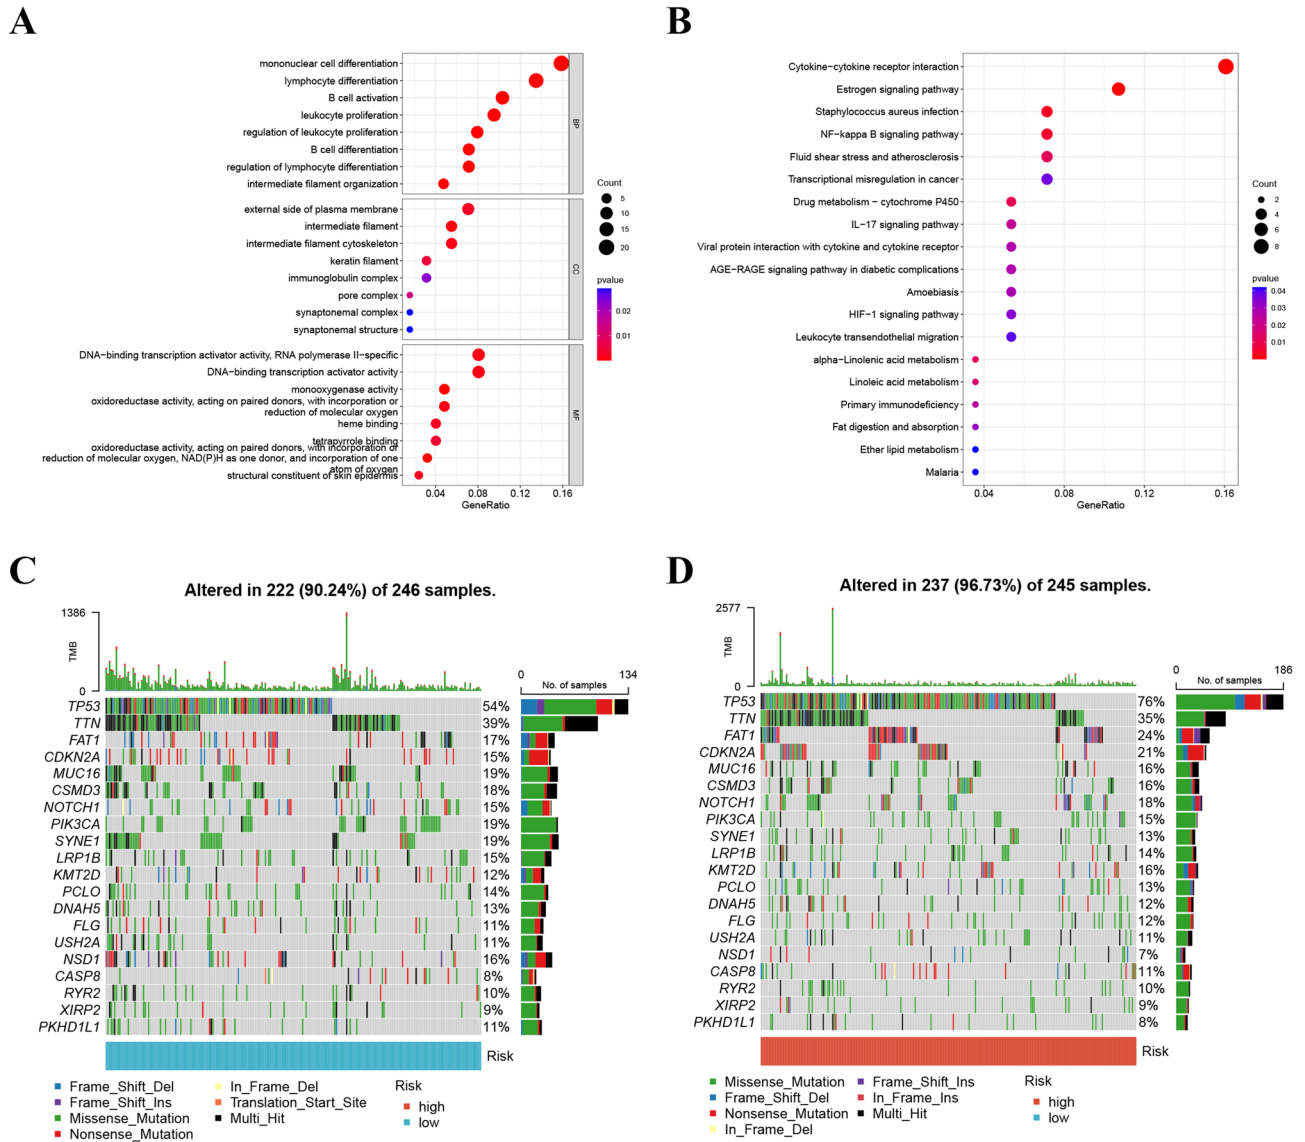 A
mononuclear cell differentiation
lymphocyte differentiation
B cell activation
leukocyte proliferation
regulation of leukocyte proliferation
B cell differentiation
regulation of lymphocyte differentiation
intermediate filament organization
BP
external side of plasma membrane
intermediate filament
intermediate filament cytoskeleton
keratin filament
immunoglobulin complex
pore complex
synaptonemal complex
synaptonemal structure
CC
DNA−binding transcription activator activity, RNA polymerase II−specific
DNA−binding transcription activator activity
monooxygenase activity
oxidoreductase activity, acting on paired donors, with incorporation or
reduction of molecular oxygen
heme binding
tetrapyrrole binding
oxidoreductase activity, acting on paired donors, with incorporation or
reduction of molecular oxygen, NAD(P)H as one donor, and incorporation of one
atom of oxygen
structural constituent of skin epidermis
MF
0.04 0.08 0.12 0.16
GeneRatio
Count
5
10
15
20
pvalue
0.02
0.01
B
Cytokine−cytokine receptor interaction
Estrogen signaling pathway
Staphylococcus aureus infection
NF−kappa B signaling pathway
Fluid shear stress and atherosclerosis
Transcriptional misregulation in cancer
Drug metabolism − cytochrome P450
IL−17 signaling pathway
Viral protein interaction with cytokine and cytokine receptor
AGE−RAGE signaling pathway in diabetic complications
Amoebiasis
HIF−1 signaling pathway
Leukocyte transendothelial migration
alpha−Linolenic acid metabolism
Linoleic acid metabolism
Primary immunodeficiency
Fat digestion and absorption
Ether lipid metabolism
Malaria
0.04 0.08 0.12 0.16
GeneRatio
Count
2
4
6
8
pvalue
0.04
0.03
0.02
0.01
C
Altered in 222 (90.24%) of 246 samples.
1386
TMB
0
0 134
No. of samples
TP53 54%
TTN 39%
FAT1 17%
CDKN2A 15%
MUC16 19%
CSMD3 18%
NOTCH1 15%
PIK3CA 19%
SYNE1 19%
LRP1B 15%
KMT2D 12%
PCLO 14%
DNAH5 13%
FLG 11%
USH2A 11%
NSD1 16%
CASP8 8%
RYR2 10%
XIRP2 9%
PKHD1L1 11%
Risk
Frame_Shift_Del
Frame_Shift_Ins
Missense_Mutation
Nonsense_Mutation
In_Frame_Del
Translation_Start_Site
Multi_Hit
Risk
high
low
D
Altered in 237 (96.73%) of 245 samples.
2577
TMB
0
0 186
No. of samples
TP53 76%
TTN 35%
FAT1 24%
CDKN2A 21%
MUC16 16%
CSMD3 16%
NOTCH1 18%
PIK3CA 15%
SYNE1 13%
LRP1B 14%
KMT2D 16%
PCLO 13%
DNAH5 12%
FLG 12%
USH2A 11%
NSD1 7%
CASP8 11%
RYR2 10%
XIRP2 9%
PKHD1L1 8%
Risk
Missense_Mutation
Frame_Shift_Del
Nonsense_Mutation
In_Frame_Del
Frame_Shift_Ins
In_Frame_Ins
Multi_Hit
Risk
high
low